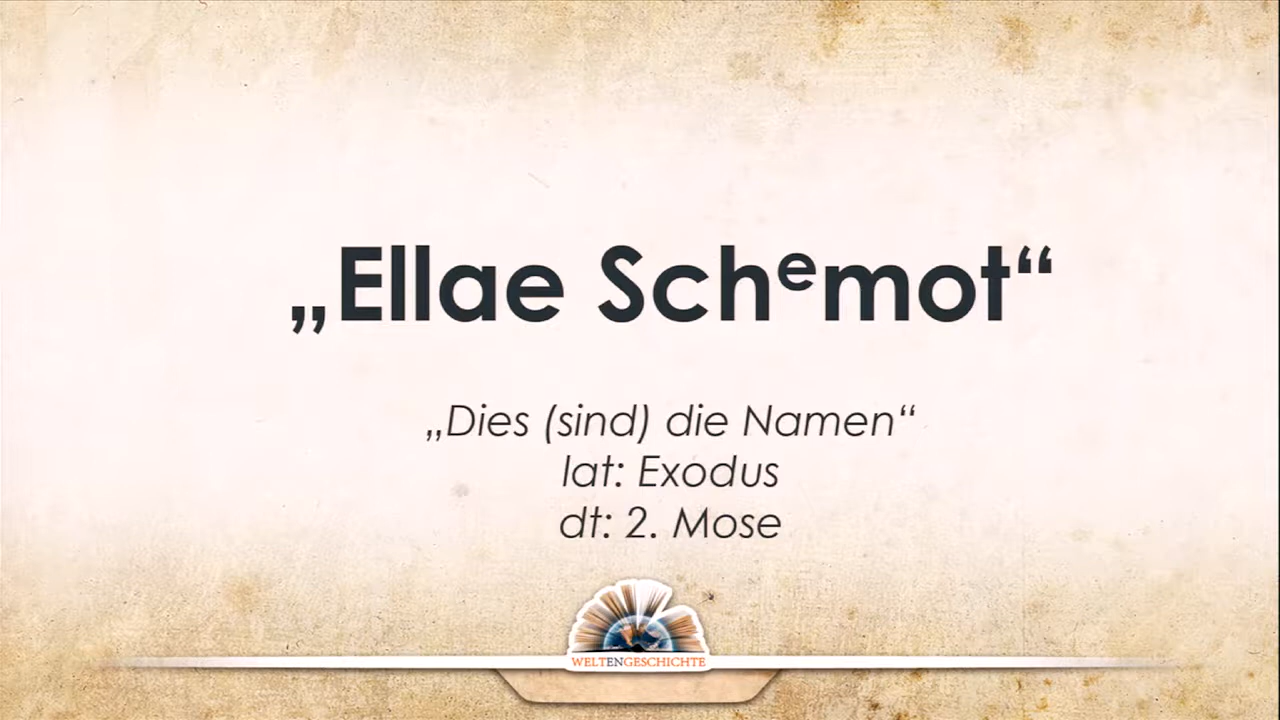 „Ellae Schᵉmot“
„Dies (sind) die Namen“
lat: Exodus
dt: 2. Mose
WELTENGESCHICHTE